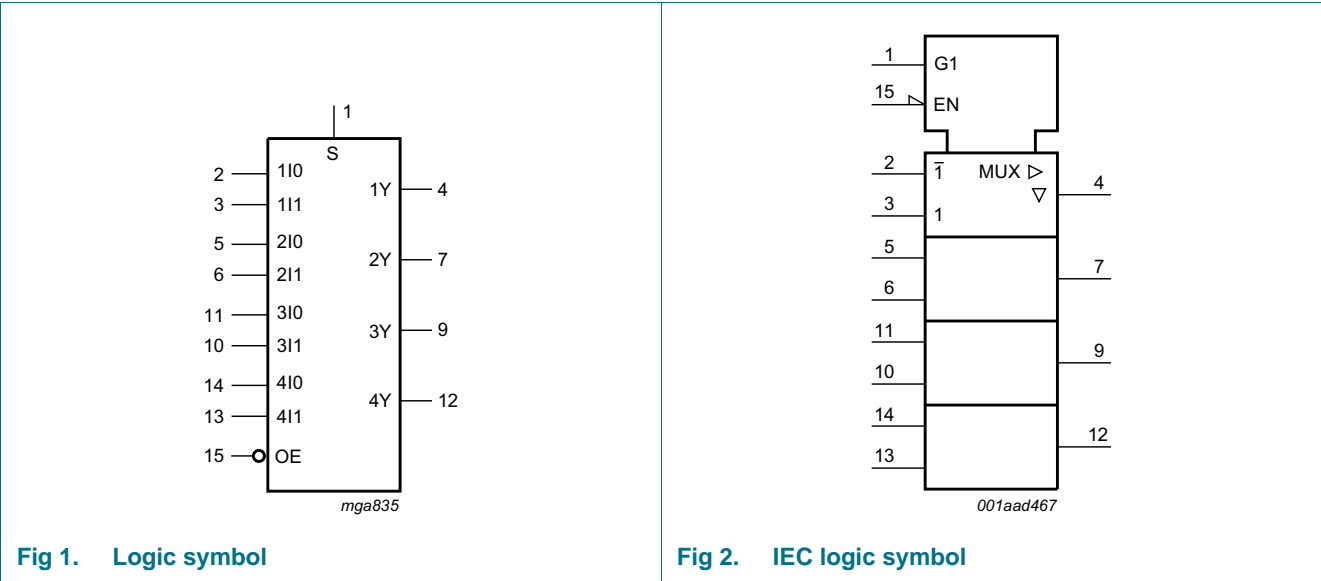 1
S
2 1I0
1Y 4
3 1I1
5 2I0
2Y 7
6 2I1
11 3I0
3Y 9
10 3I1
14 4I0
4Y 12
13 4I1
15 OE
mga835
Fig 1. Logic symbol
1 G1
15 EN
2 1̅ MUX
4
3 1
5
7
6
11
9
10
14
12
13
001aad467
Fig 2. IEC logic symbol